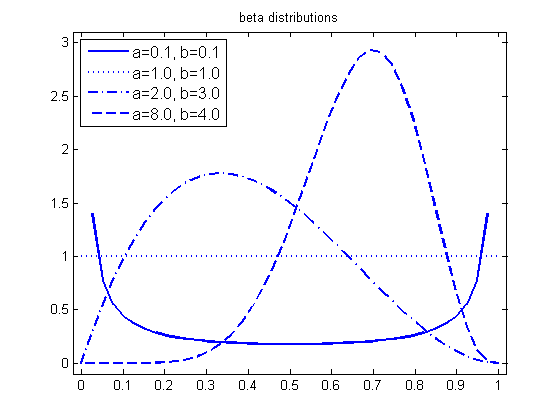 beta distributions
a=0.1, b=0.1
a=1.0, b=1.0
a=2.0, b=3.0
a=8.0, b=4.0
3
2.5
2
1.5
1
0.5
0
0 0.1 0.2 0.3 0.4 0.5 0.6 0.7 0.8 0.9 1